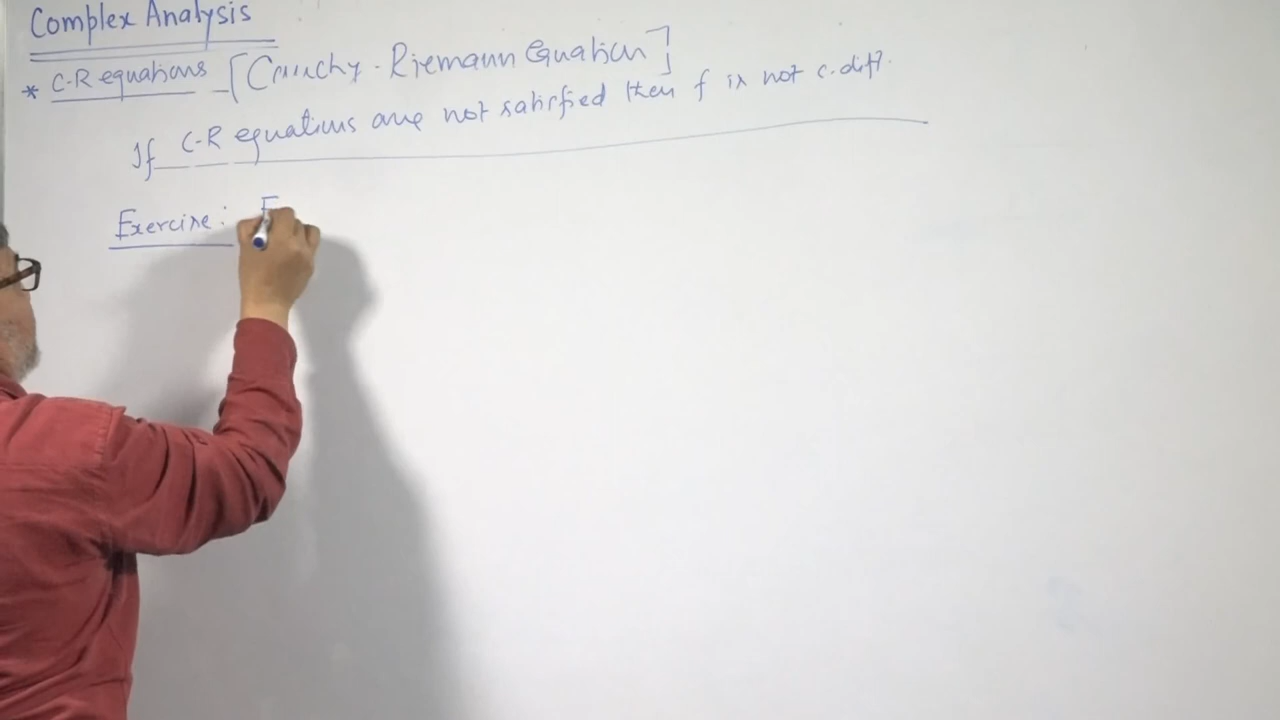 Complex Analysis
* C-R equations - [Cauchy - Riemann Equation]
If C-R equations are not satisfied then f is not c. diff.
Exercise: F